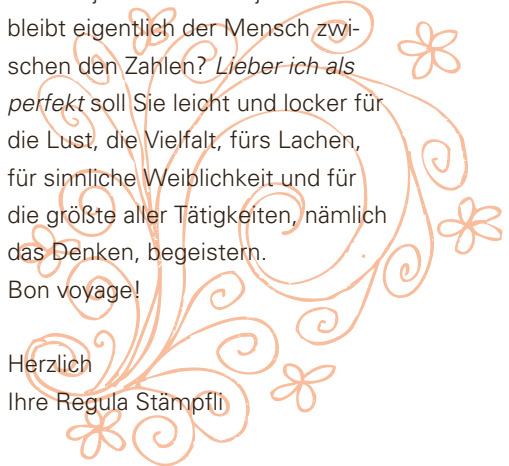 bleibt eigentlich der Mensch zwi-
schen den Zahlen? Lieber ich als
perfekt soll Sie leicht und locker für
die Lust, die Vielfalt, fürs Lachen,
für sinnliche Weiblichkeit und für
die größte aller Tätigkeiten, nämlich
das Denken, begeistern.
Bon voyage!
Herzlich
Ihre Regula Stämpfli